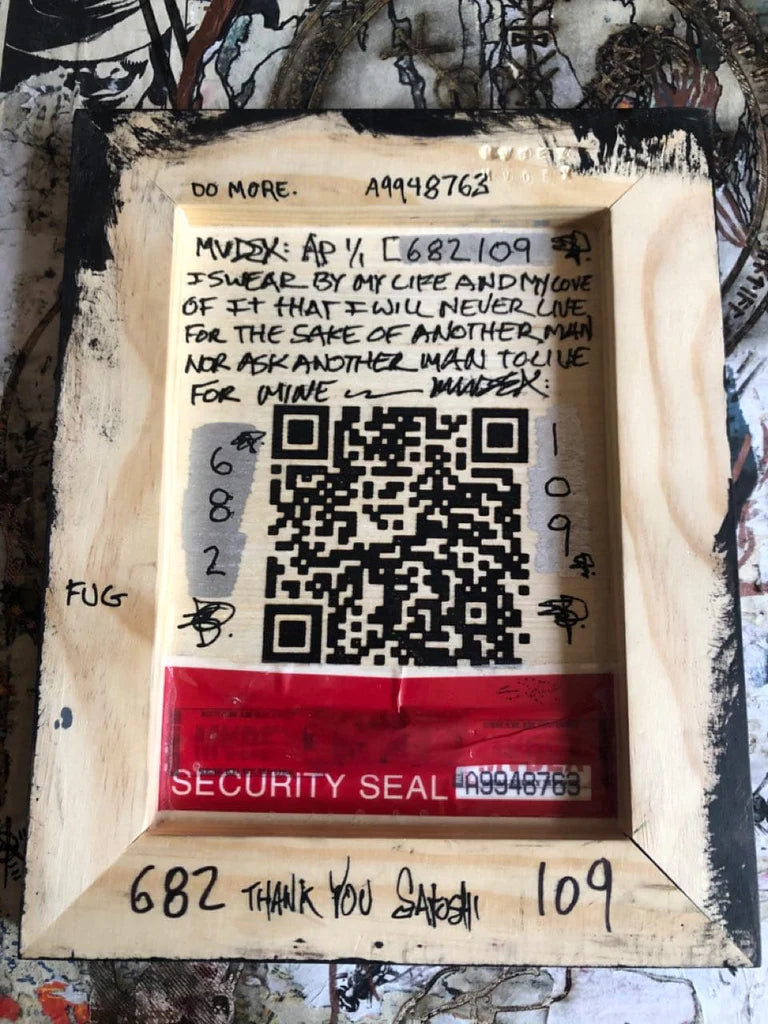 DO MORE. A9948763
MUDEX: AP 1/1 [682109
I SWEAR BY MY LIFE AND MY LOVE
OF IT THAT I WILL NEVER LIVE
FOR THE SAKE OF ANOTHER MAN
NOR ASK ANOTHER MAN TO LIVE
FOR MINE — MUDEX:
6
8
2
1
0
9
FUG
SECURITY SEAL A9948763
682 THANK YOU SATOSHI 109